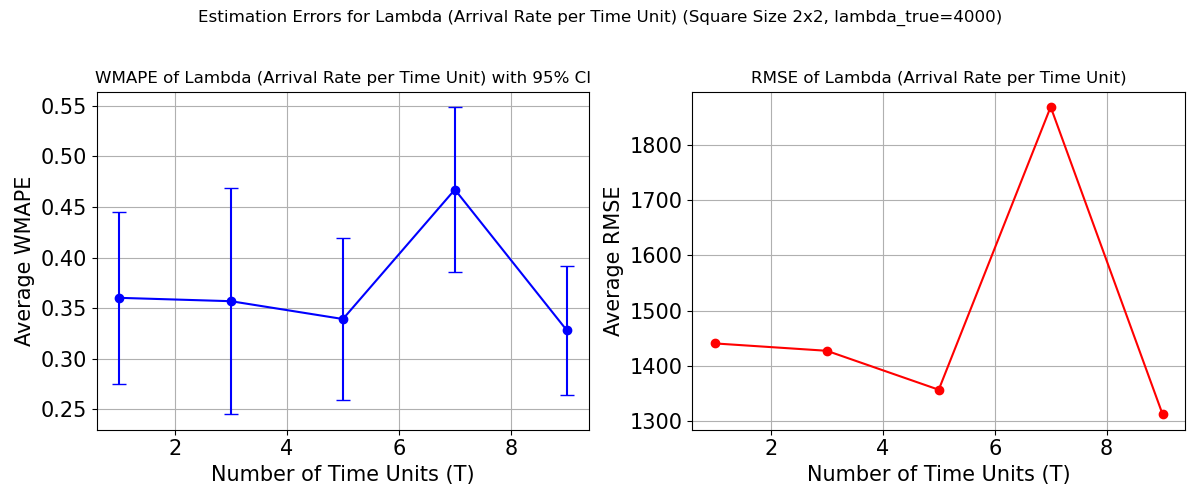 Estimation Errors for Lambda (Arrival Rate per Time Unit) (Square Size 2x2, lambda_true=4000)
WMAPE of Lambda (Arrival Rate per Time Unit) with 95% CI
Average WMAPE
0.55
0.50
0.45
0.40
0.35
0.30
0.25
2 4 6 8
Number of Time Units (T)
RMSE of Lambda (Arrival Rate per Time Unit)
Average RMSE
1800
1700
1600
1500
1400
1300
2 4 6 8
Number of Time Units (T)